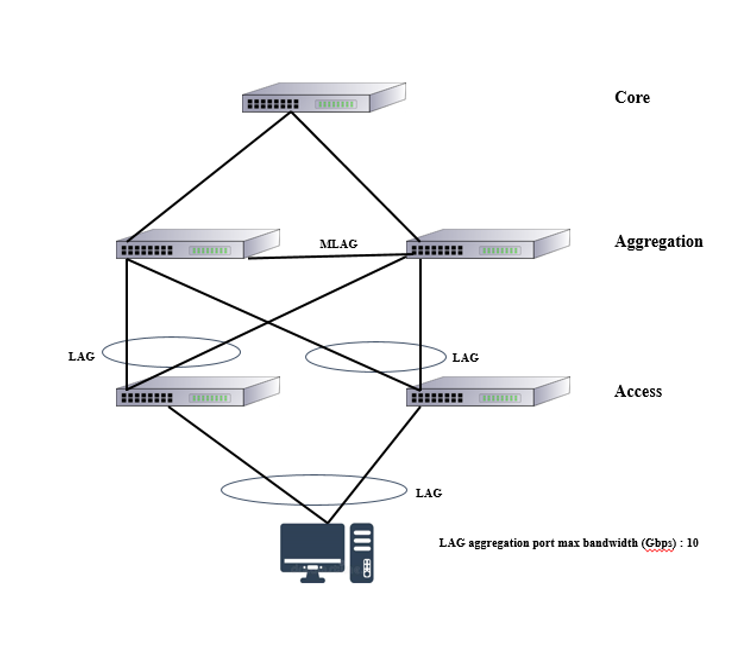 Core
MLAG
Aggregation
LAG
LAG
Access
LAG
LAG aggregation port max bandwidth (Gbps) : 10